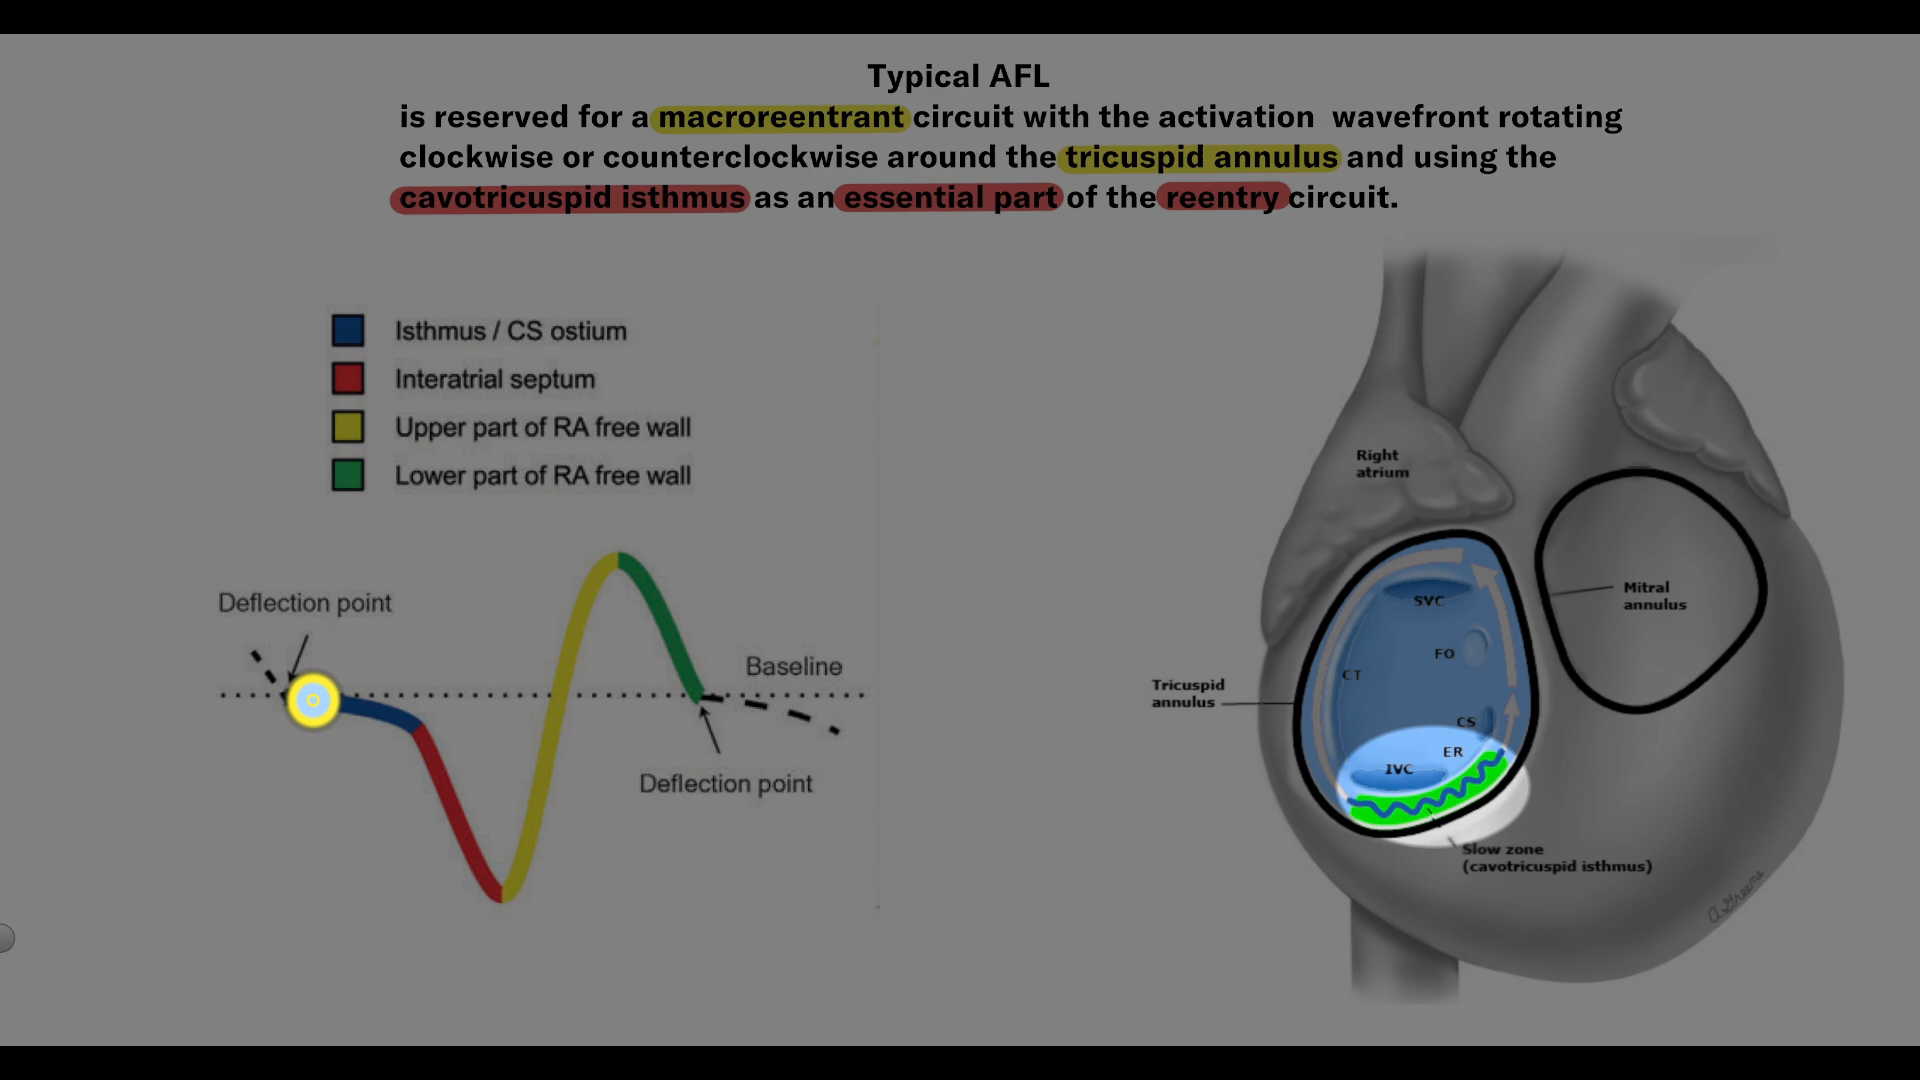 Typical AFL
is reserved for a macroreentrant circuit with the activation wavefront rotating
clockwise or counterclockwise around the tricuspid annulus and using the
cavotricuspid isthmus as an essential part of the reentry circuit.
Isthmus / CS ostium
Interatrial septum
Upper part of RA free wall
Lower part of RA free wall
Deflection point
Baseline
Deflection point
Right
atrium
SVC
FO
CT
CS
ER
IVC
Mitral
annulus
Tricuspid
annulus
Slow zone
(cavotricuspid isthmus)
A.Greene